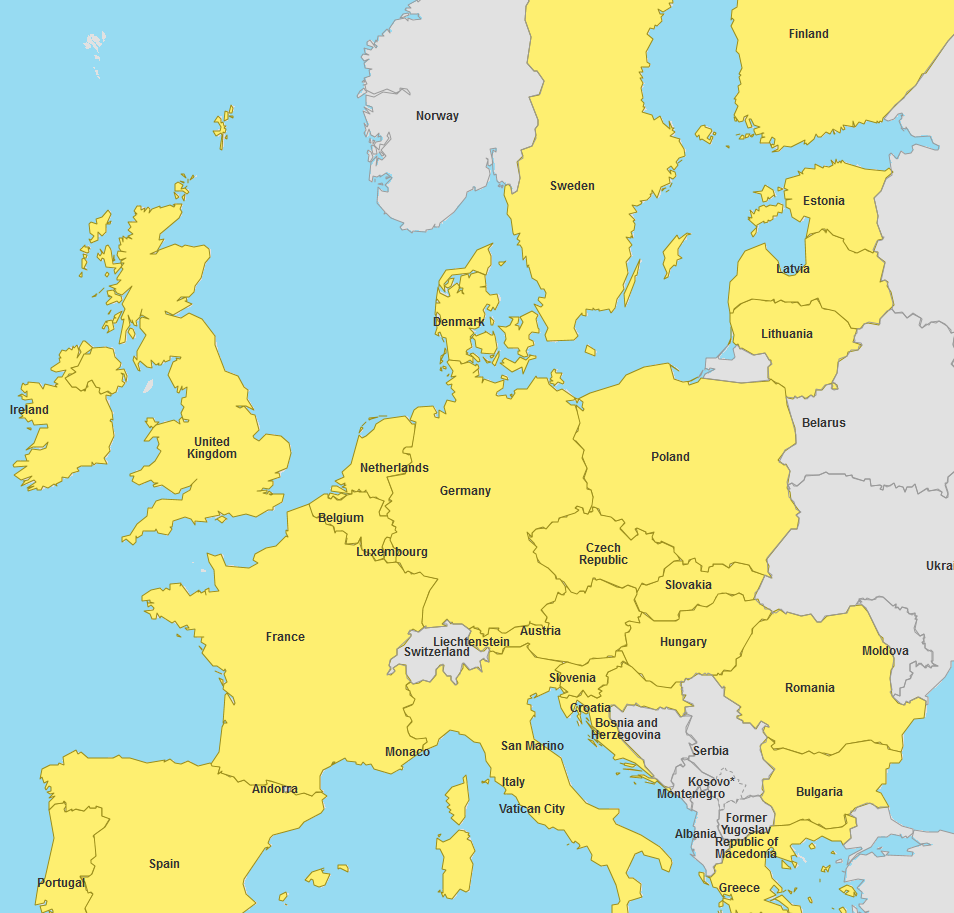 Finland
Norway
Sweden
Estonia
Latvia
Denmark
Lithuania
Ireland
Belarus
United
Kingdom
Netherlands
Poland
Germany
Belgium
Luxembourg
Czech
Republic
Ukrai
Slovakia
France
Austria
Liechtenstein
Switzerland
Hungary
Moldova
Slovenia
Romania
Croatia
Bosnia and
Herzegovina
San Marino
Monaco
Serbia
Italy
Kosovo*
Andorra
Montenegro
Bulgaria
Vatican City
Former
Yugoslav
Republic of
Macedonia
Albania
Spain
Portugal
Greece